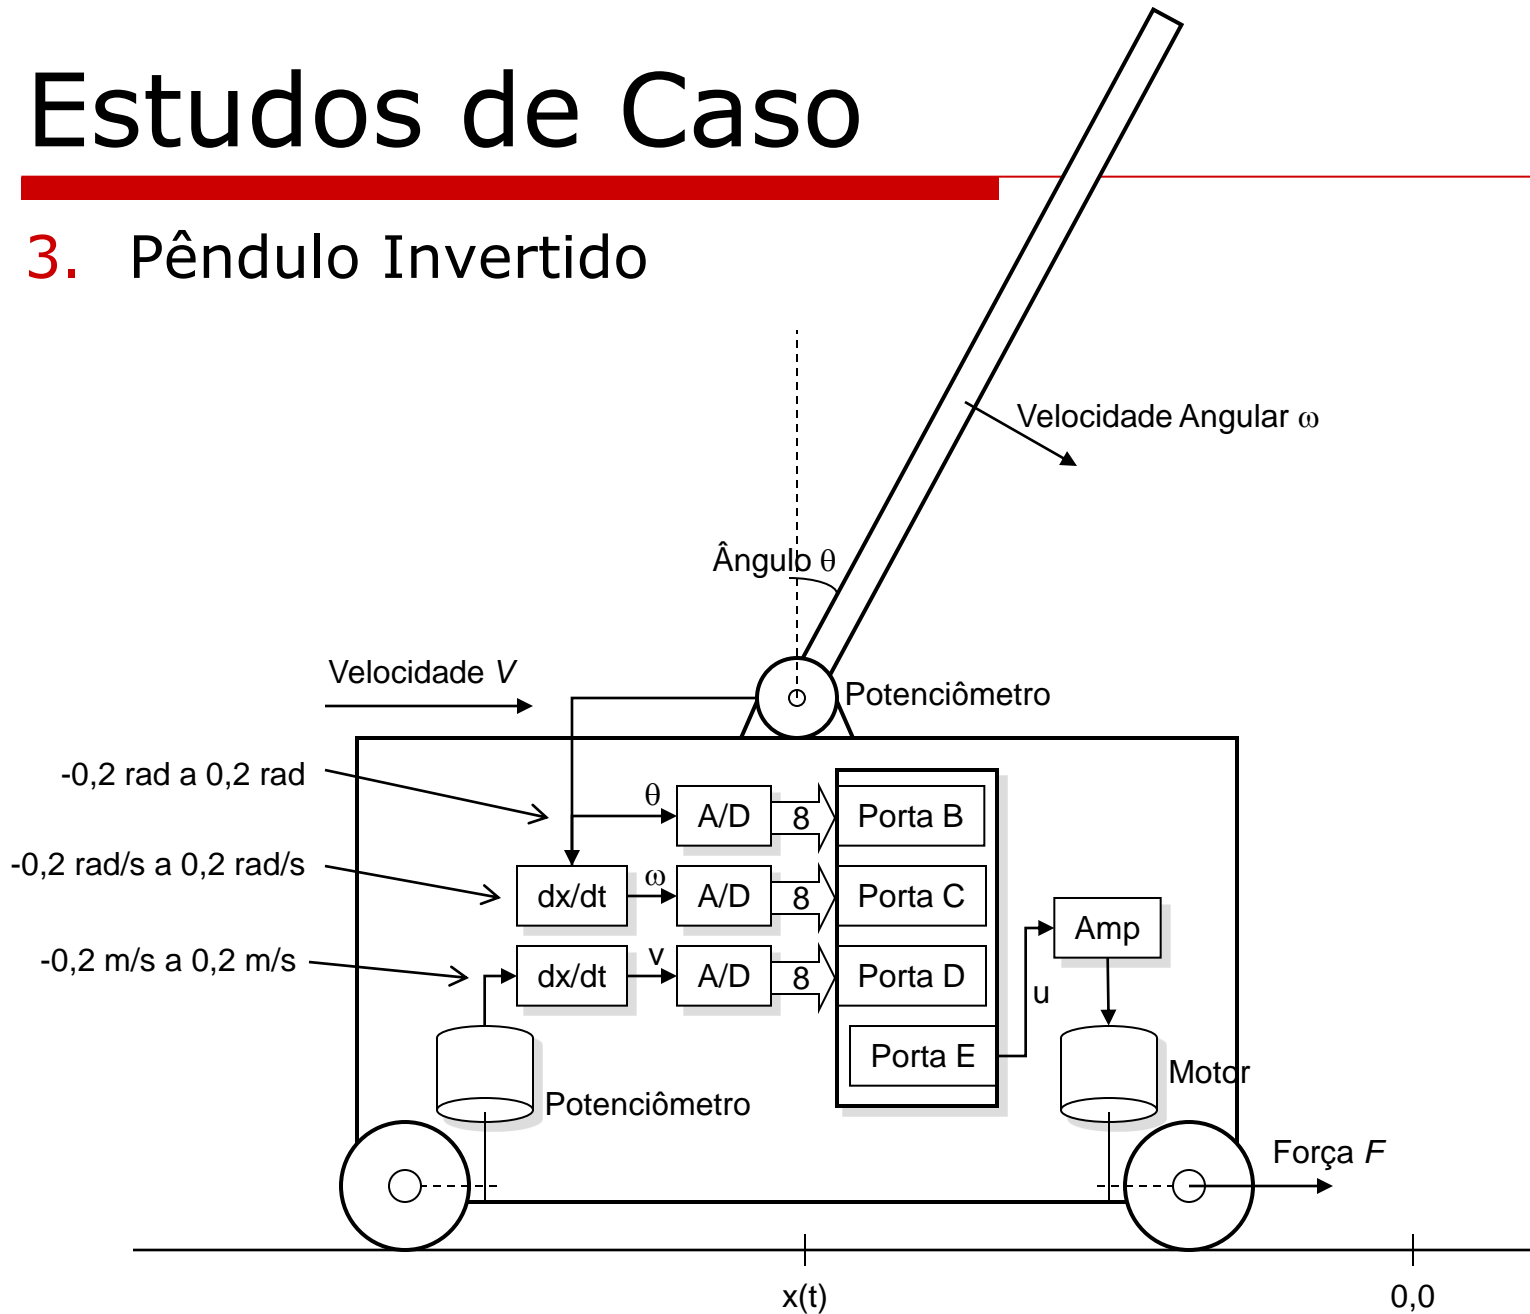 Estudos de Caso
3. Pêndulo Invertido
Velocidade Angular ω
Ângulo θ
Velocidade V
Potenciômetro
-0,2 rad a 0,2 rad
θ
A/D
8
Porta B
-0,2 rad/s a 0,2 rad/s
dx/dt
ω
A/D
8
Porta C
Amp
-0,2 m/s a 0,2 m/s
dx/dt
v
A/D
8
Porta D
u
Porta E
Motor
Potenciômetro
Força F
x(t)
0,0